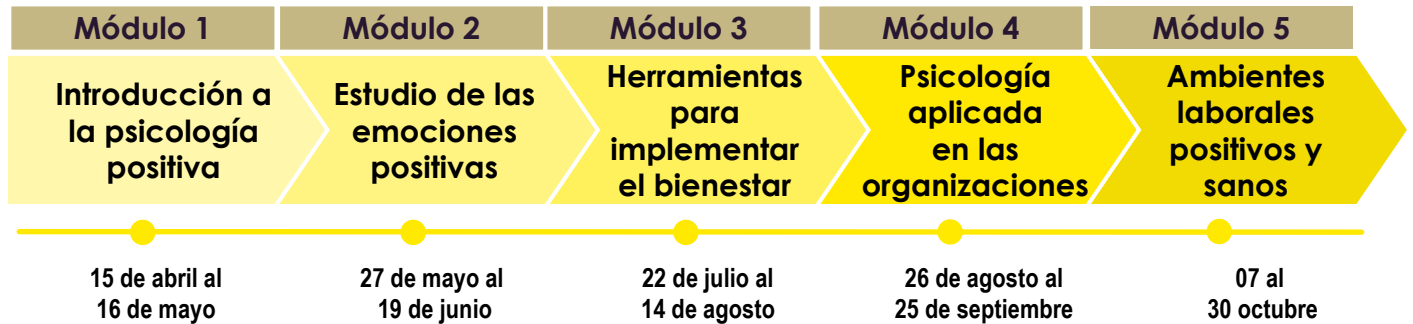 Módulo 1
Módulo 2
Módulo 3
Módulo 4
Módulo 5
Introducción a
la psicología
positiva
Estudio de las
emociones
positivas
Herramientas
para
implementar
el bienestar
Psicología
aplicada
en las
organizaciones
Ambientes
laborales
positivos y
sanos
15 de abril al
16 de mayo
27 de mayo al
19 de junio
22 de julio al
14 de agosto
26 de agosto al
25 de septiembre
07 al
30 octubre